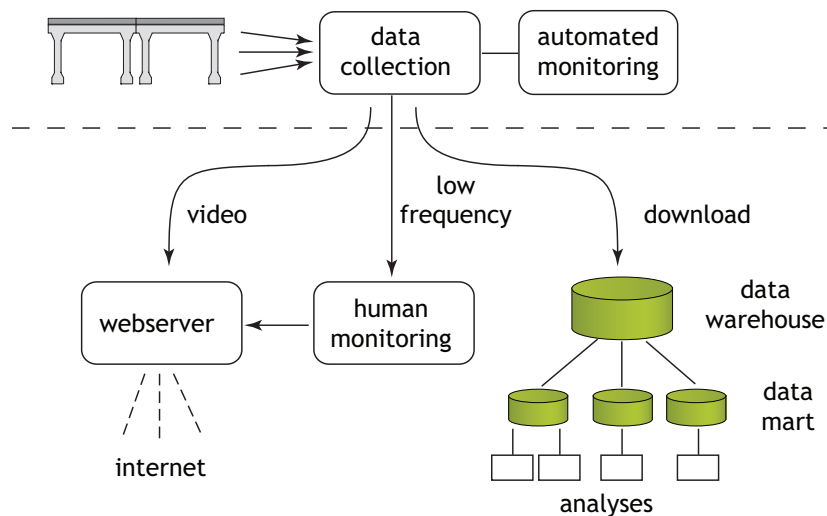 data
collection
automated
monitoring
video
low
frequency
download
webserver
human
monitoring
data
warehouse
data
mart
internet
analyses